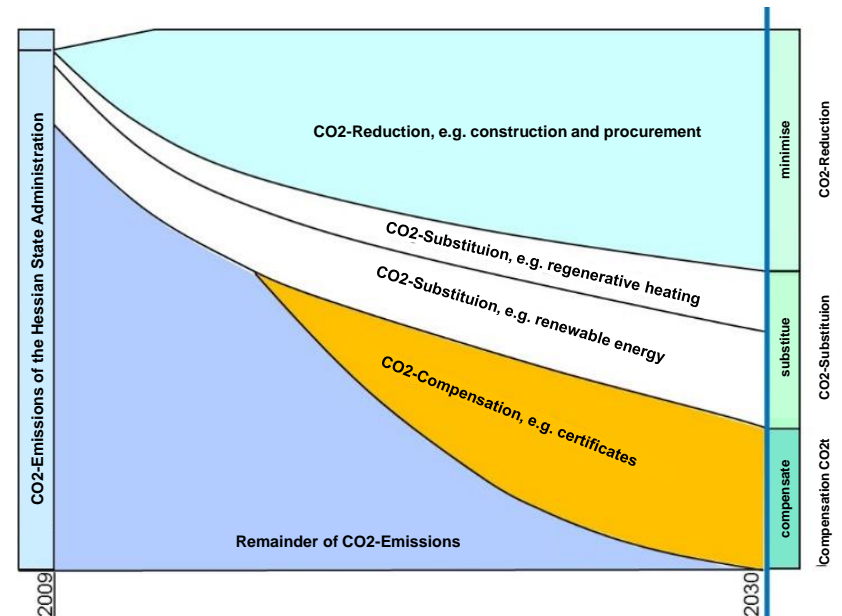 CO2-Emissions of the Hessian State Administration
CO2-Reduction, e.g. construction and procurement
CO2-Substituion, e.g. regenerative heating
CO2-Substituion, e.g. renewable energy
CO2-Compensation, e.g. certificates
Remainder of CO2-Emissions
minimise
substitue
compensate
CO2-Reduction
CO2-Substituion
Compensation CO2t
2009
2030